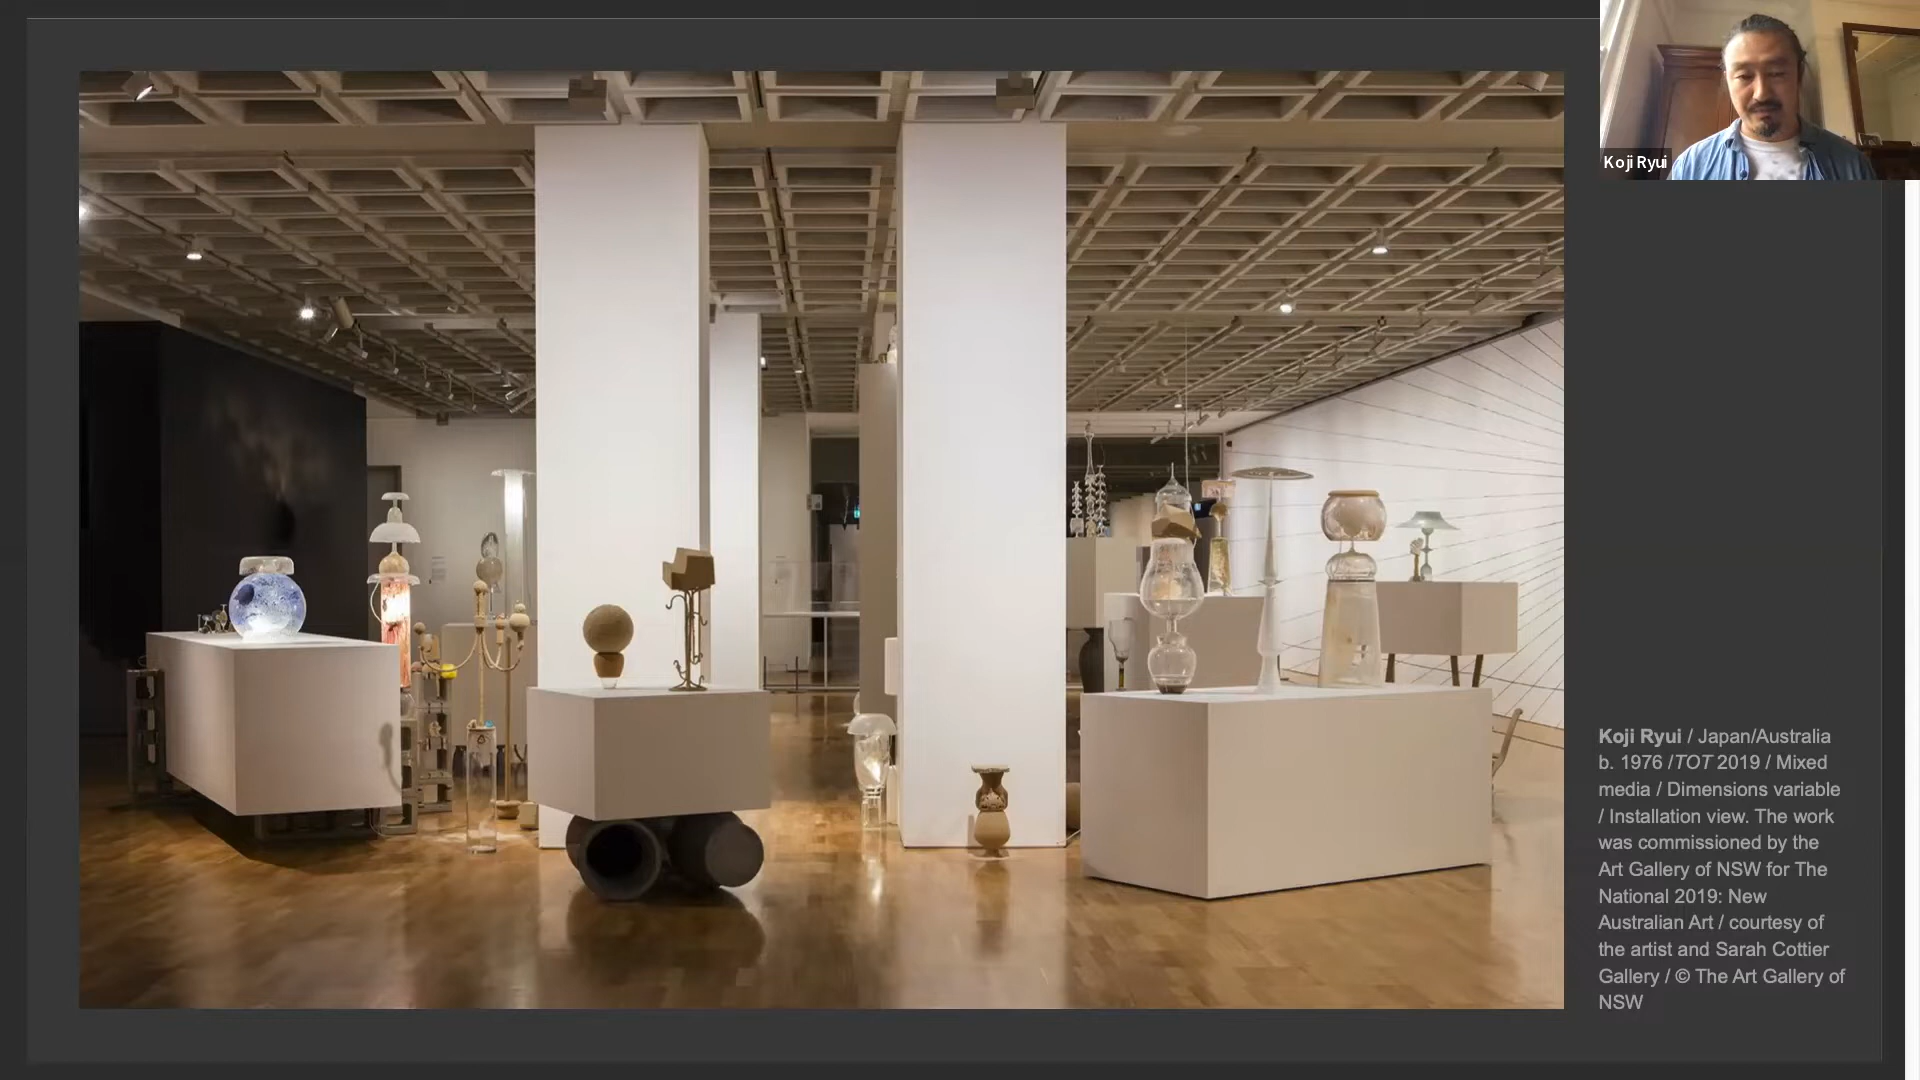 Koji Ryui
Koji Ryui / Japan/Australia
b. 1976 /TOT 2019 / Mixed
media / Dimensions variable
/ Installation view. The work
was commissioned by the
Art Gallery of NSW for The
National 2019: New
Australian Art / courtesy of
the artist and Sarah Cottier
Gallery / © The Art Gallery of
NSW